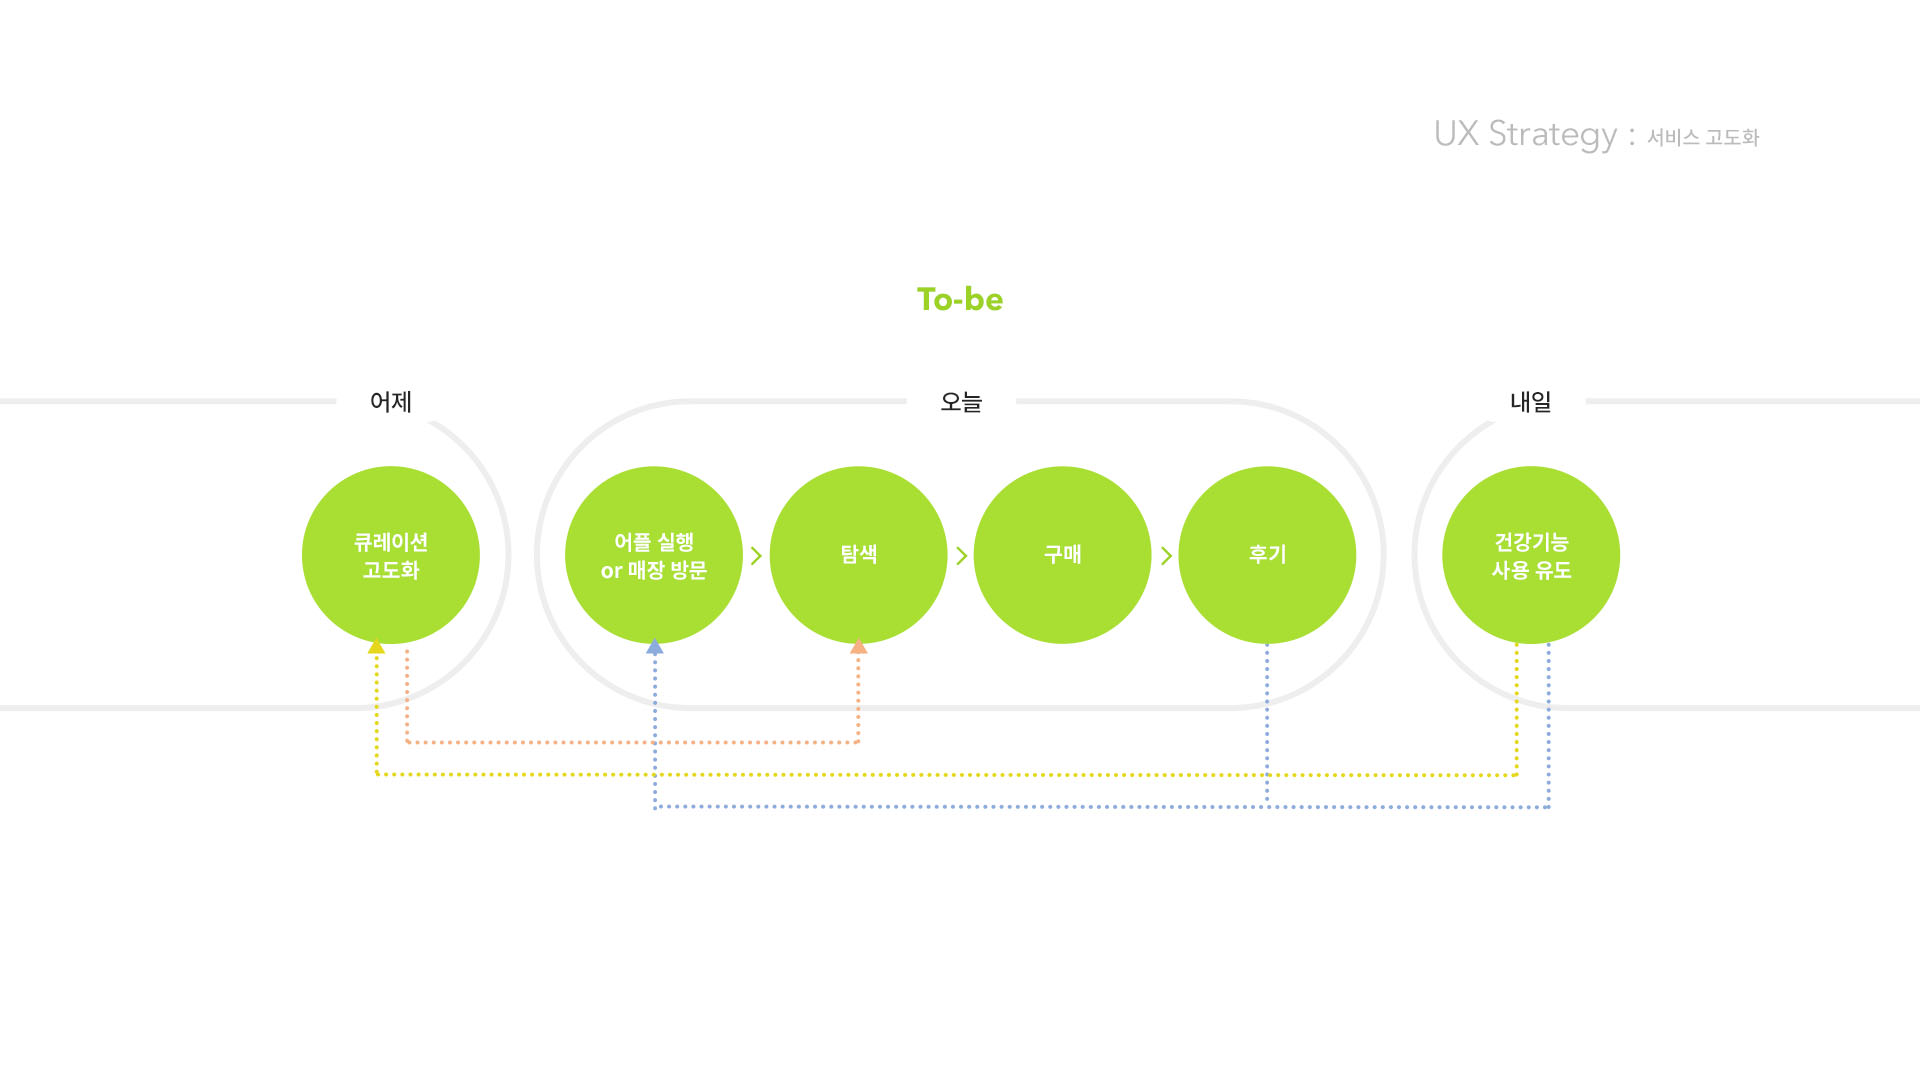 UX Strategy : 서비스 고도화
To-be
어제
오늘
내일
큐레이션
고도화
어플 실행
or 매장 방문
탐색
구매
후기
건강기능
사용 유도